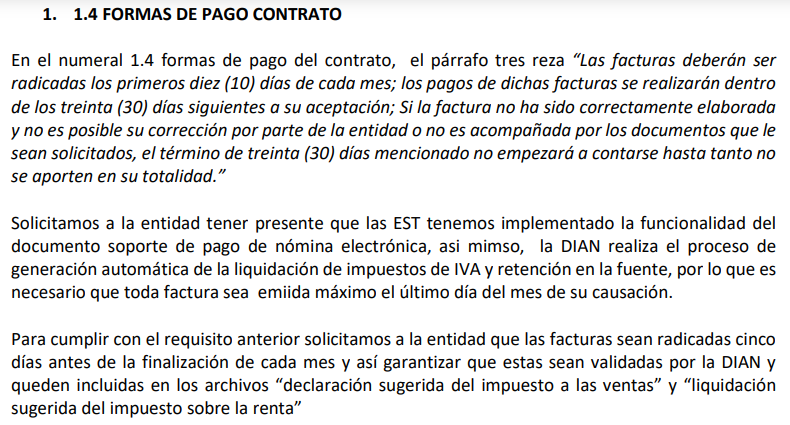 1. 1.4 FORMAS DE PAGO CONTRATO
En el numeral 1.4 formas de pago del contrato, el párrafo tres reza “Las facturas deberán ser
radicadas los primeros diez (10) días de cada mes; los pagos de dichas facturas se realizarán dentro
de los treinta (30) días siguientes a su aceptación; Si la factura no ha sido correctamente elaborada
y no es posible su corrección por parte de la entidad o no es acompañada por los documentos que le
sean solicitados, el término de treinta (30) días mencionado no empezará a contarse hasta tanto no
se aporten en su totalidad.”
Solicitamos a la entidad tener presente que las EST tenemos implementado la funcionalidad del
documento soporte de pago de nómina electrónica, asi mimso, la DIAN realiza el proceso de
generación automática de la liquidación de impuestos de IVA y retención en la fuente, por lo que es
necesario que toda factura sea emiida máximo el último día del mes de su causación.
Para cumplir con el requisito anterior solicitamos a la entidad que las facturas sean radicadas cinco
días antes de la finalización de cada mes y así garantizar que estas sean validadas por la DIAN y
queden incluidas en los archivos “declaración sugerida del impuesto a las ventas” y “liquidación
sugerida del impuesto sobre la renta”